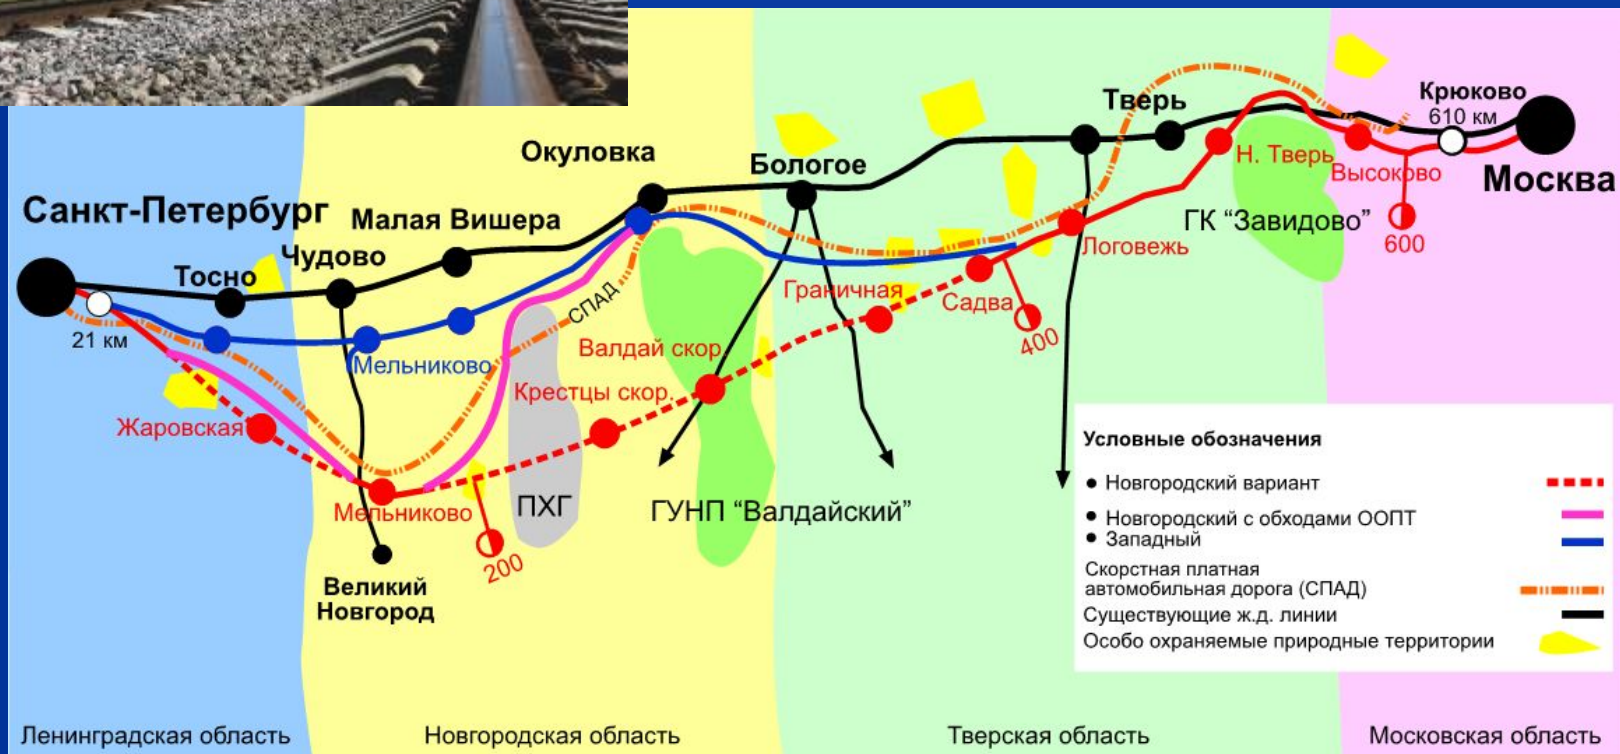 Крюково
610 км
Москва
Тверь
Окуловка
Бологое
Н. Тверь
Высоково
Санкт-Петербург
Малая Вишера
ГК “Завидово”
600
Чудово
Тосно
Логовежь
СПАД
Граничная
Садва
400
21 км
Мельниково
Валдай скор.
Крестцы скор.
Жаровская
Мельниково
ПХГ
ГУНП “Валдайский”
200
Великий
Новгород
Условные обозначения
• Новгородский вариант
• Новгородский с обходами ООПТ
• Западный
Скорстная платная
автомобильная дорога (СПАД)
Существующие ж.д. линии
Особо охраняемые природные территории
Ленинградская область
Новгородская область
Тверская область
Московская область